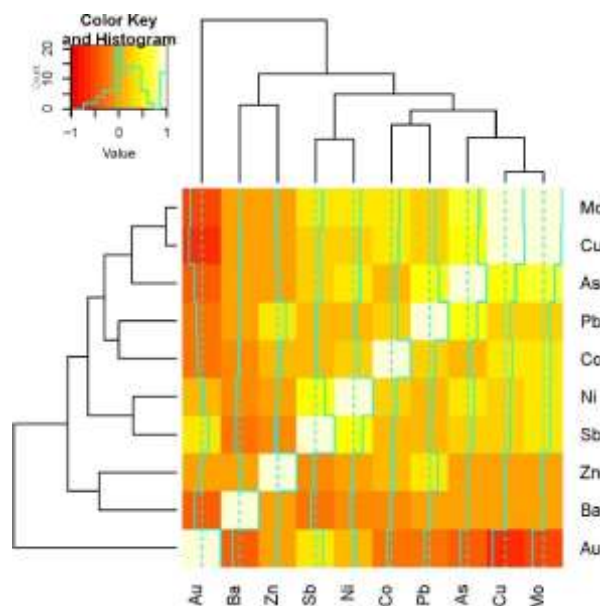 Color Key
and Histogram
Count
0 10 20
−1 0 1
Value
Mo
Cu
As
Pb
Co
Ni
Sb
Zn
Ba
Au
Au Ba Zn Sb Ni Co Pb As Cu Mo